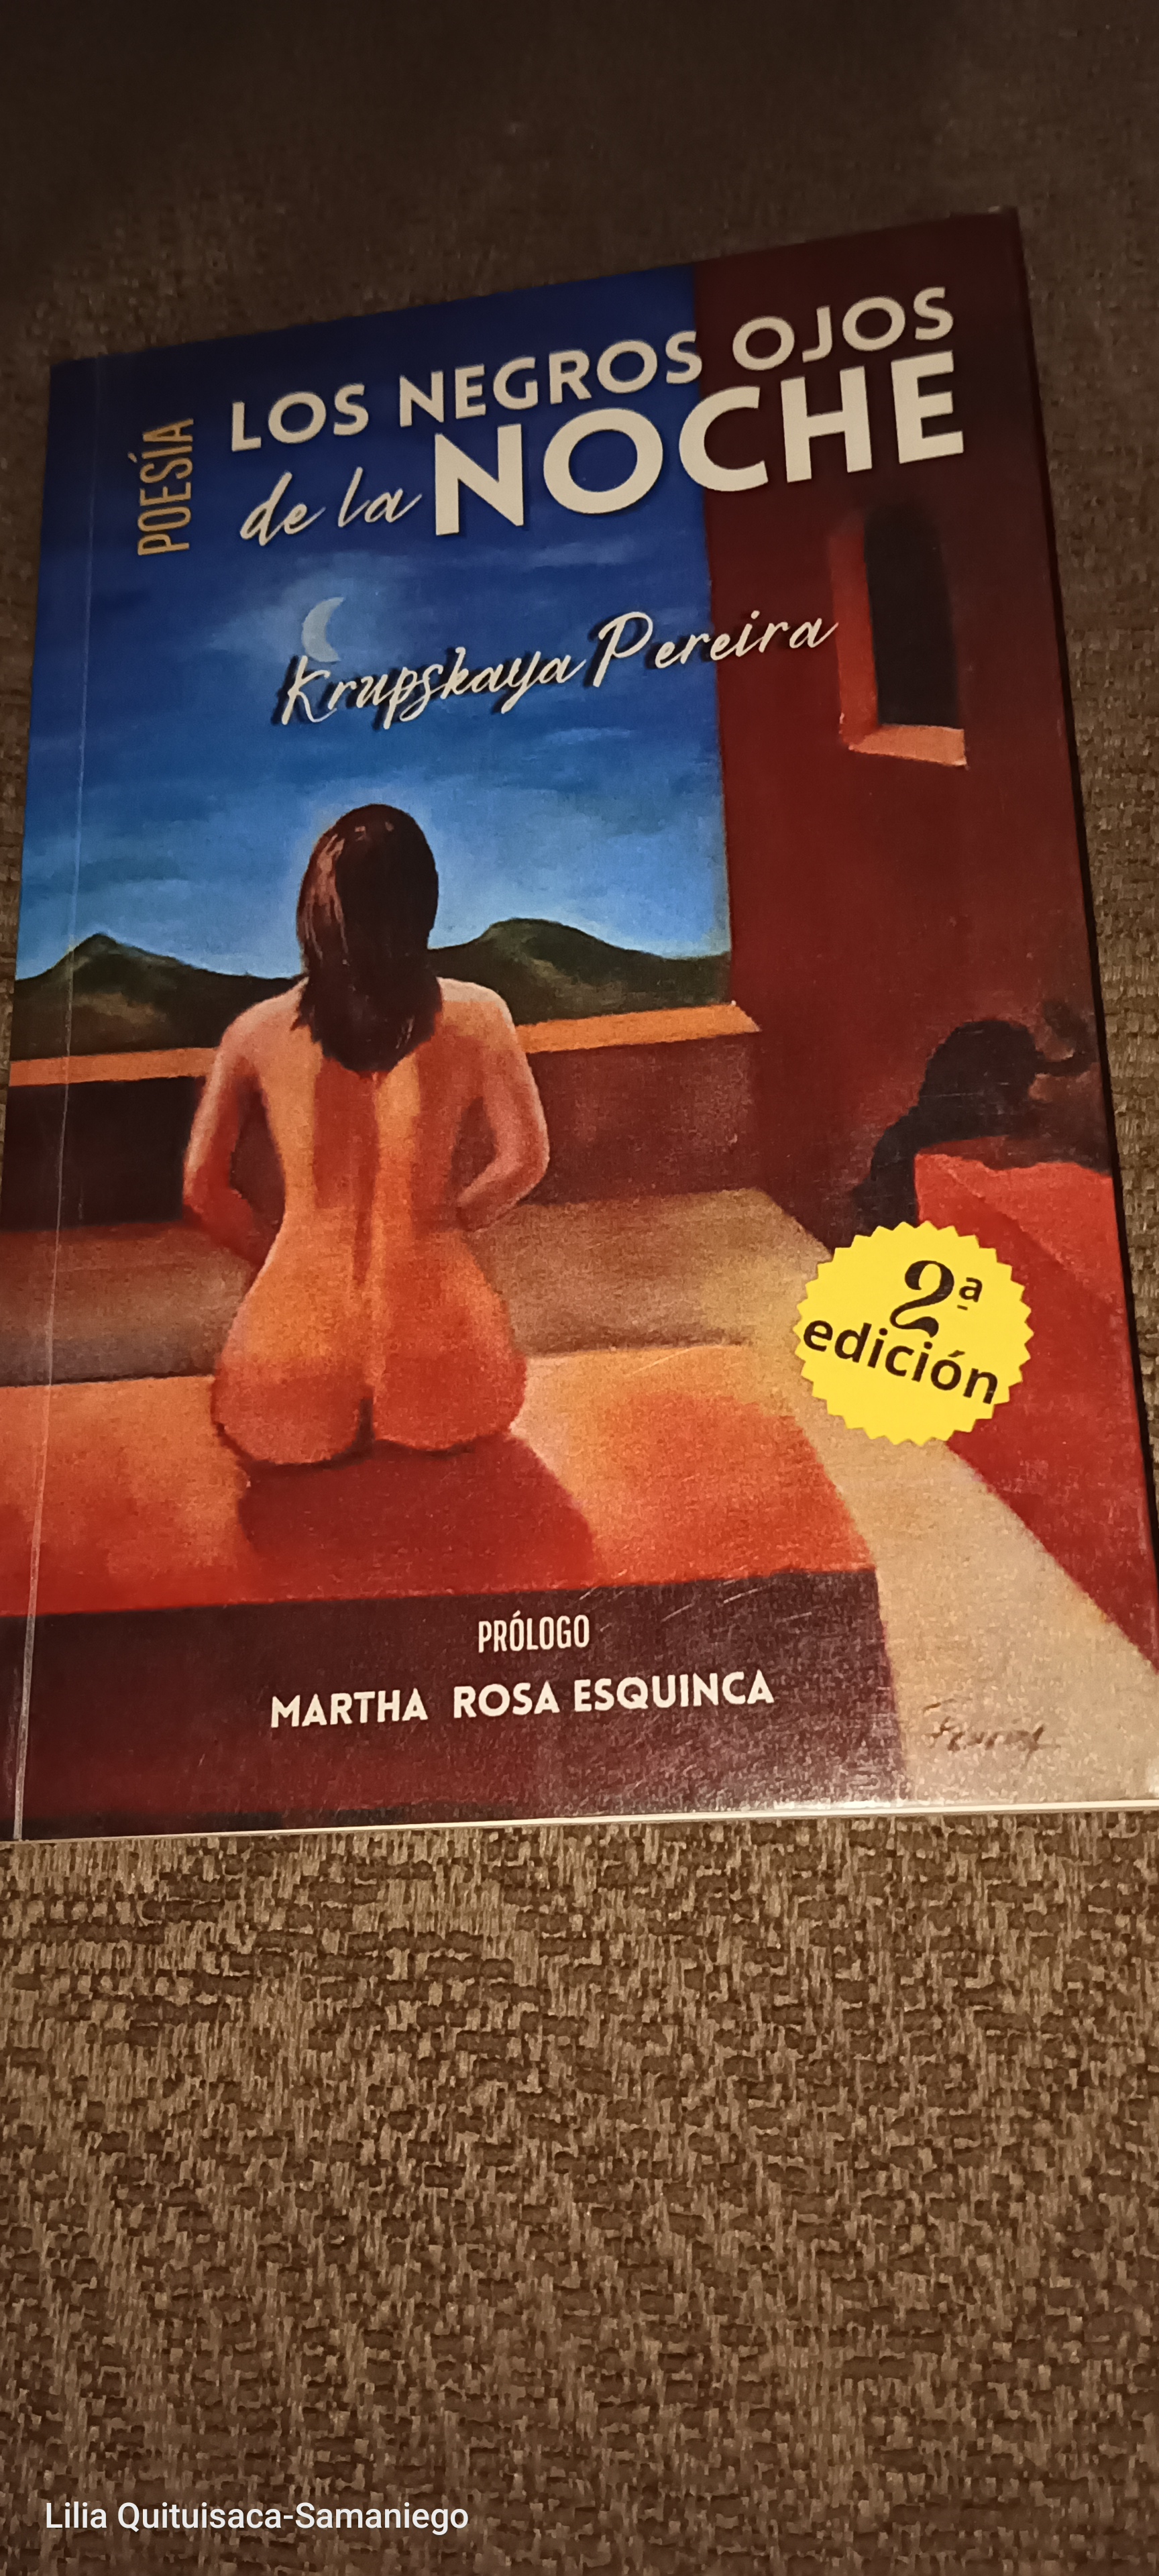 POESÍA
LOS NEGROS OJOS
de la NOCHE
Krupskaya Pereira
2ª
edición
PRÓLOGO
MARTHA ROSA ESQUINCA
Lilia Quituisaca-Samaniego